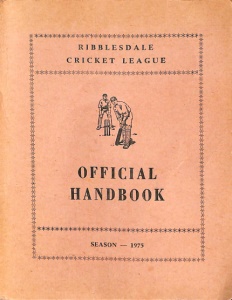 RIBBLESDALE
CRICKET LEAGUE
OFFICIAL
HANDBOOK
SEASON — 1975